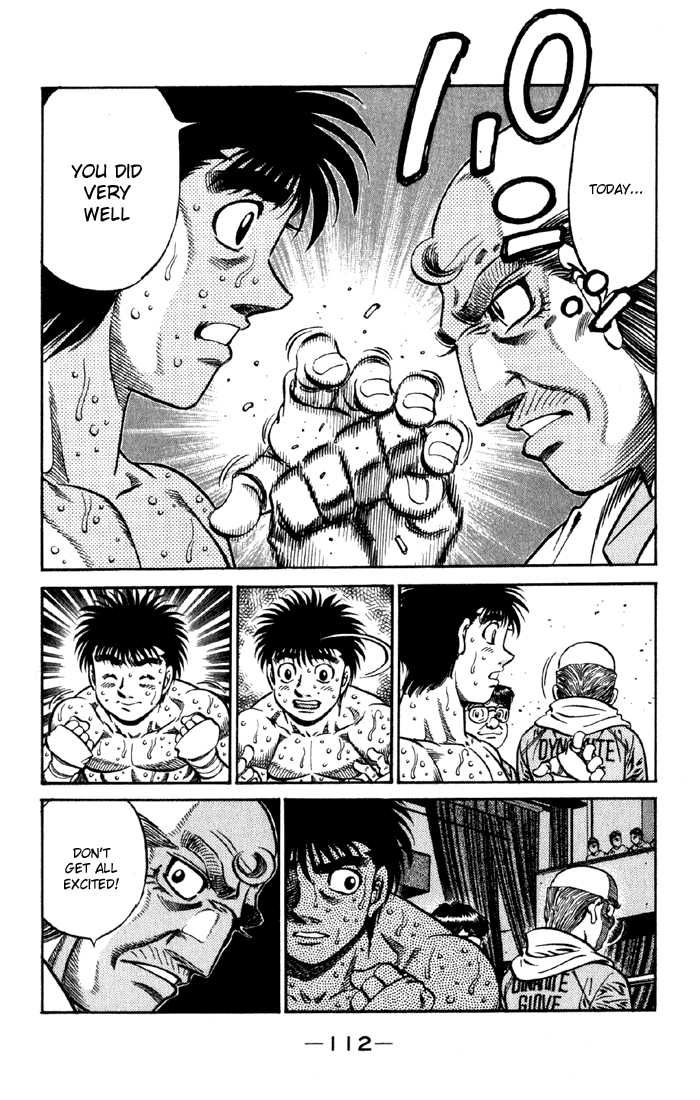 TODAY...
YOU DID
VERY
WELL
"DYNAMITE"
DON'T
GET ALL
EXCITED!
DYNAMITE
GLOVE
—112—